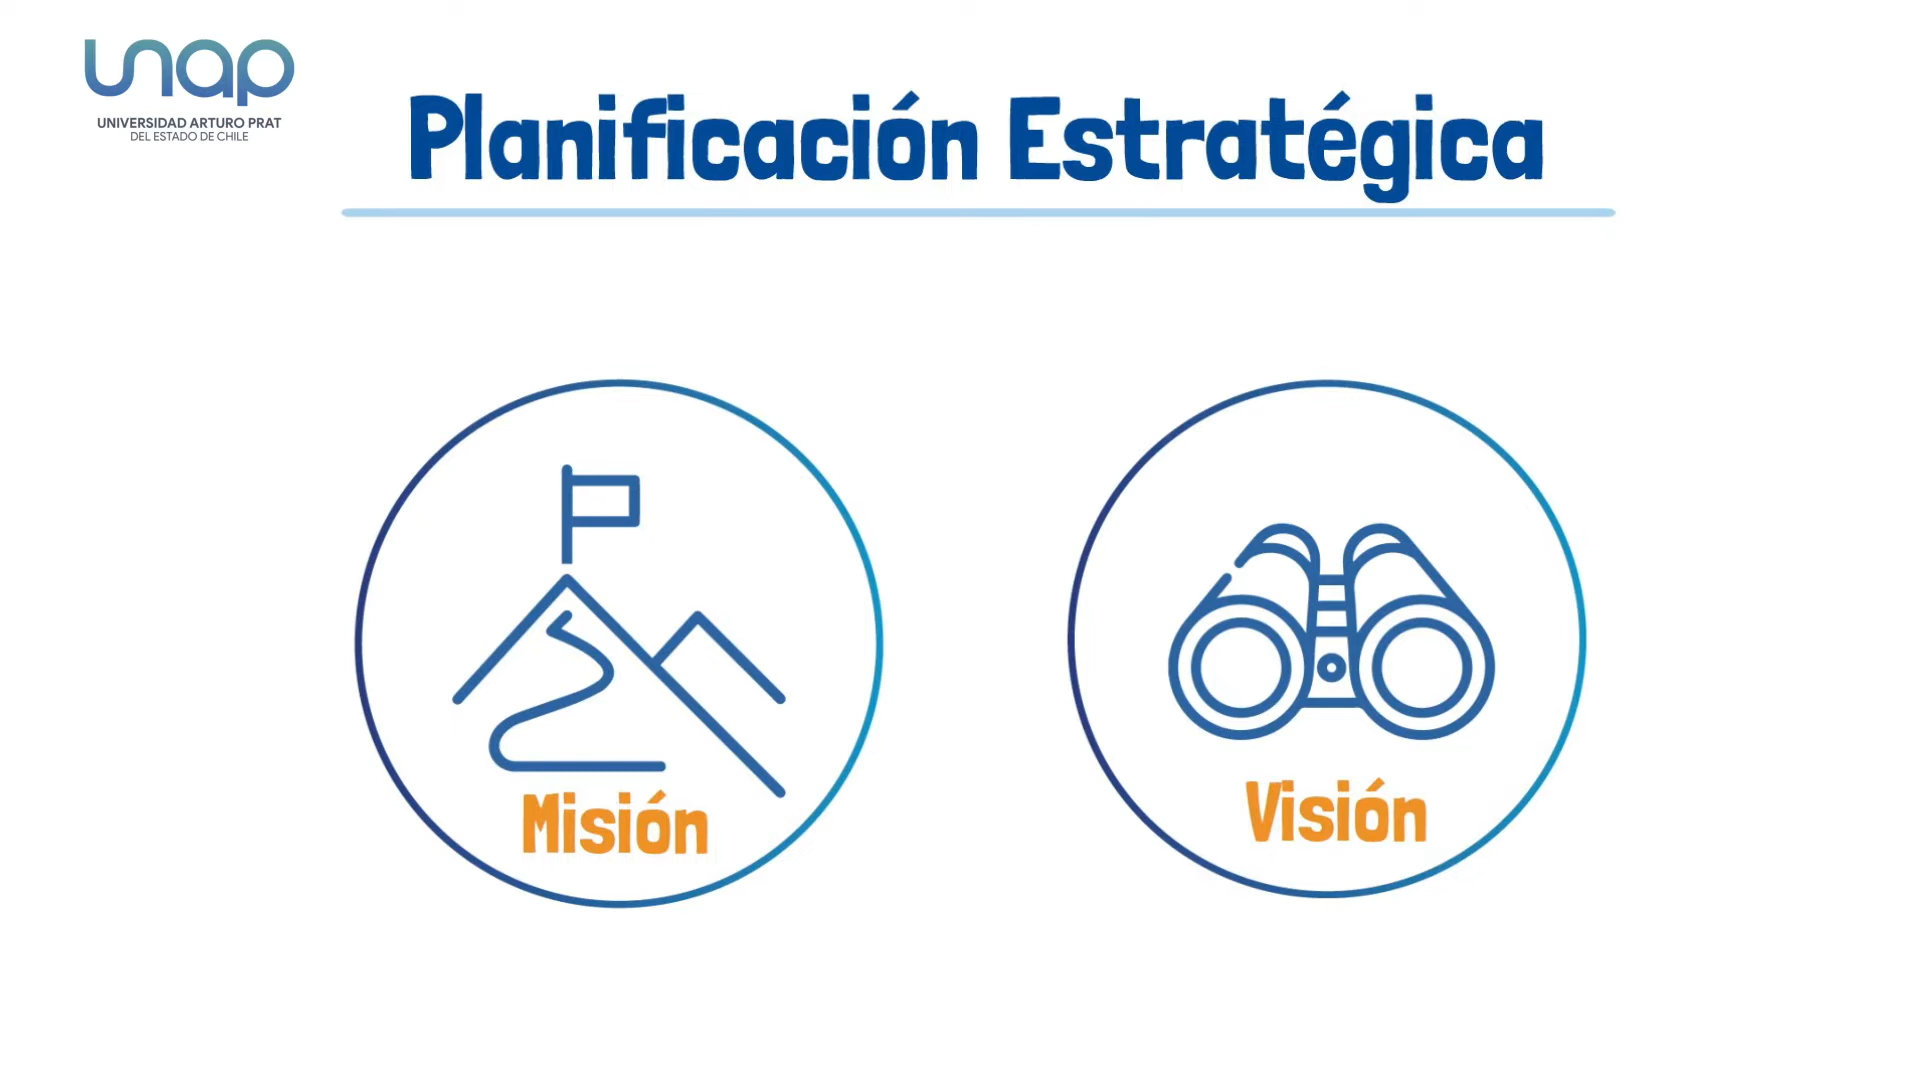 unap
UNIVERSIDAD ARTURO PRAT
DEL ESTADO DE CHILE
Planificación Estratégica
Misión
Visión